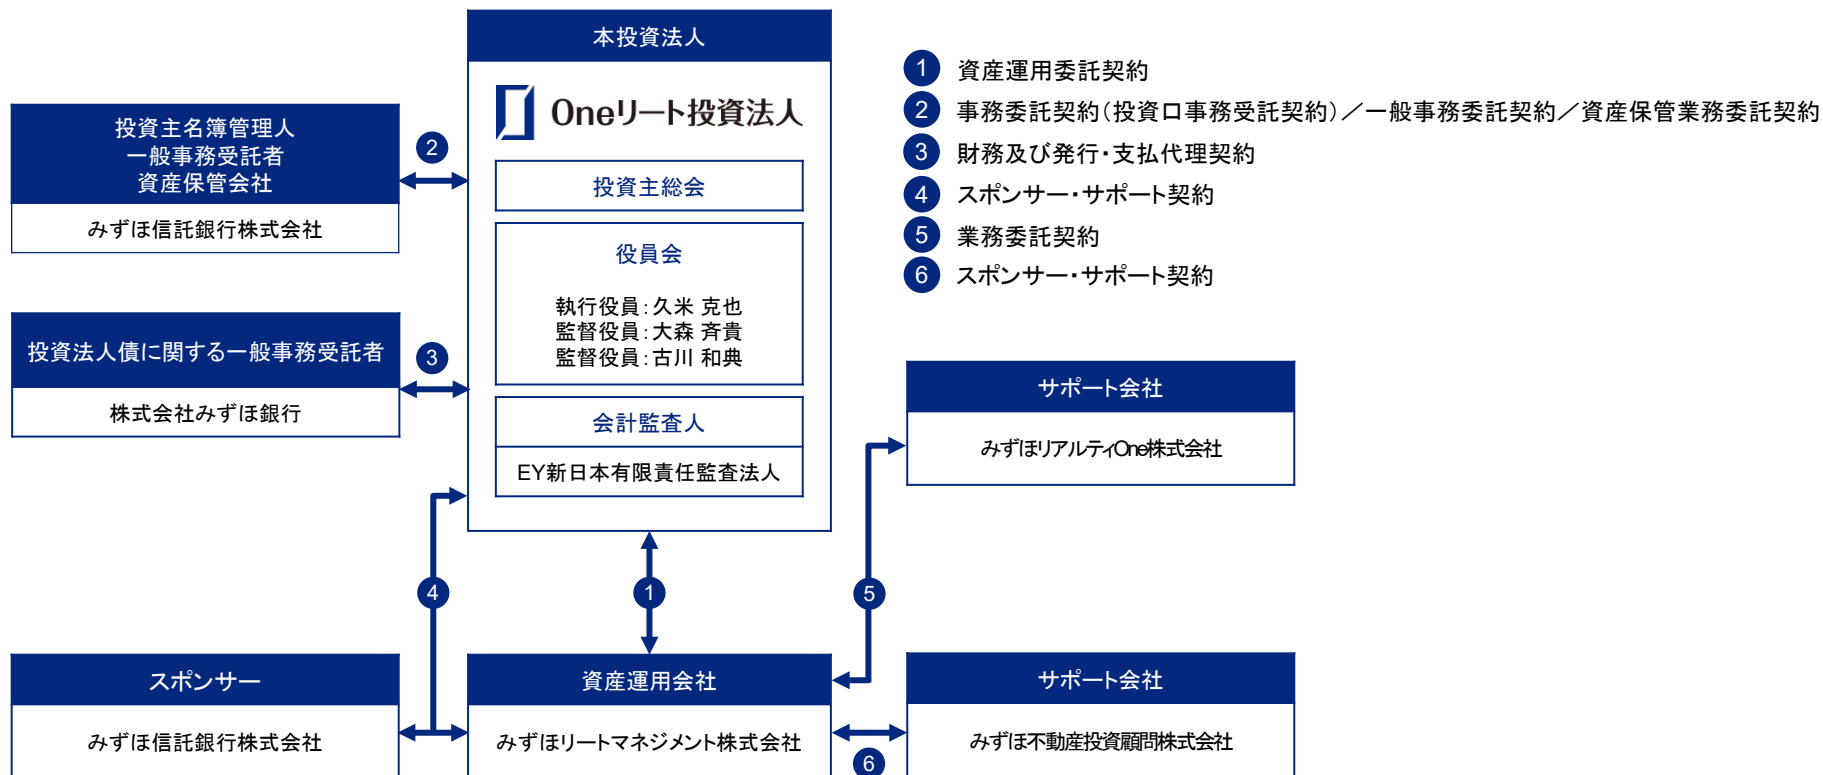 本投資法人
Oneリート投資法人
投資主総会
役員会
執行役員：久米 克也
監督役員：大森 斉貴
監督役員：古川 和典
会計監査人
EY新日本有限責任監査法人
投資主名簿管理人
一般事務受託者
資産保管会社
みずほ信託銀行株式会社
2
投資法人債に関する一般事務受託者
株式会社みずほ銀行
3
1 資産運用委託契約
2 事務委託契約（投資口事務受託契約）／一般事務委託契約／資産保管業務委託契約
3 財務及び発行・支払代理契約
4 スポンサー・サポート契約
5 業務委託契約
6 スポンサー・サポート契約
サポート会社
みずほリアルティOne株式会社
4
1
5
スポンサー
みずほ信託銀行株式会社
資産運用会社
みずほリートマネジメント株式会社
サポート会社
みずほ不動産投資顧問株式会社
6